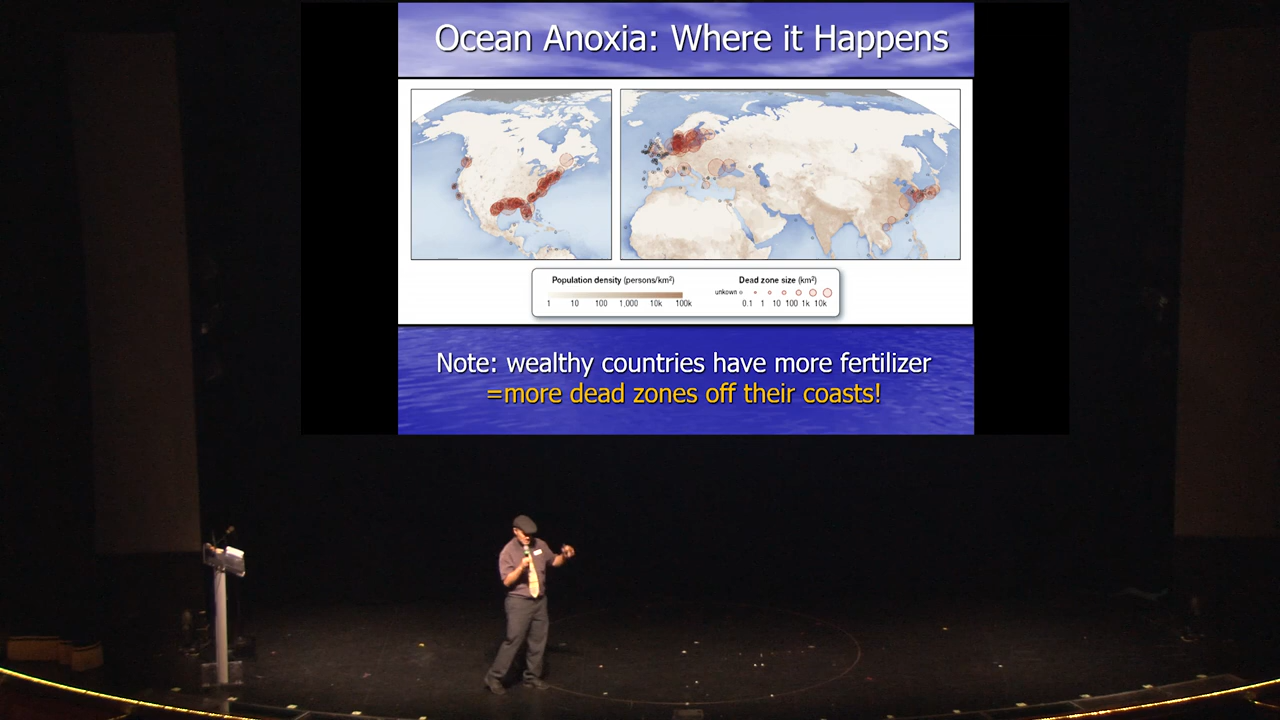 Ocean Anoxia: Where it Happens
Population density (persons/km²)
1 10 100 1,000 10k 100k
Dead zone size (km²)
unkown
0.1 1 10 100 1k 10k
Note: wealthy countries have more fertilizer
=more dead zones off their coasts!